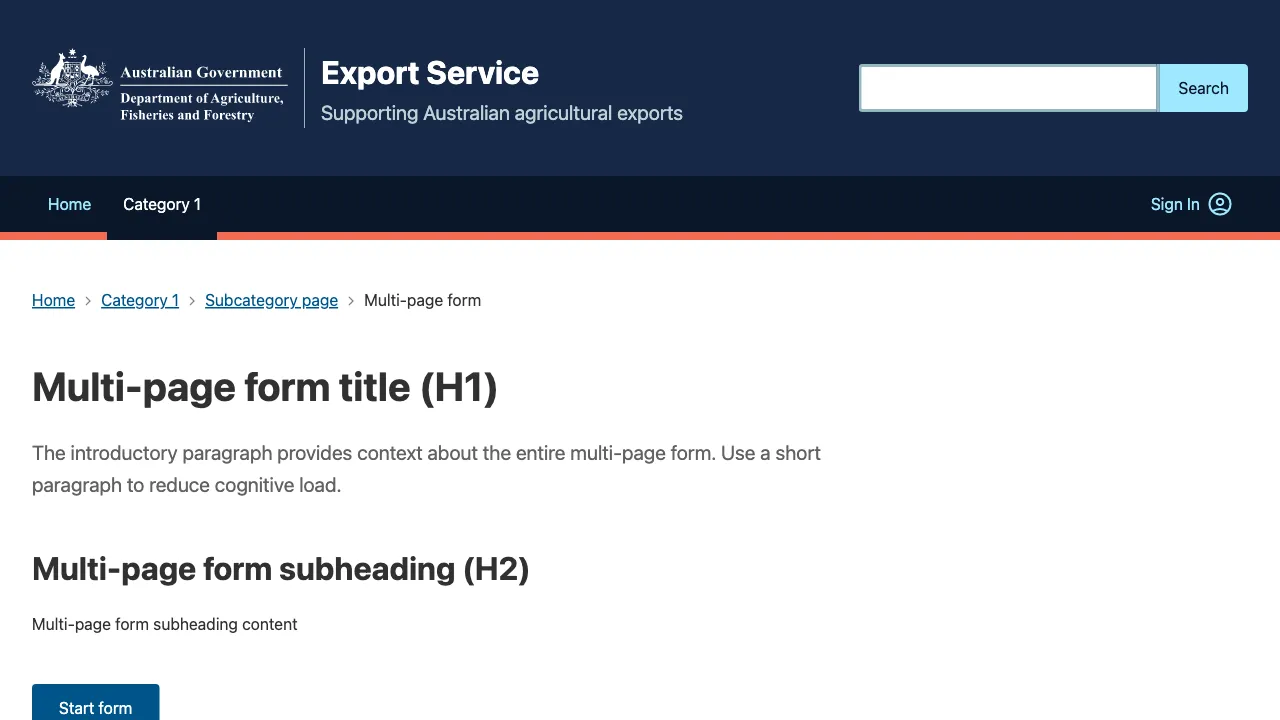 Australian Government
Department of Agriculture,
Fisheries and Forestry
Export Service
Supporting Australian agricultural exports
Search
Home
Category 1
Sign In
Home
Category 1
Subcategory page
Multi-page form
Multi-page form title (H1)
The introductory paragraph provides context about the entire multi-page form. Use a short
paragraph to reduce cognitive load.
Multi-page form subheading (H2)
Multi-page form subheading content
Start form